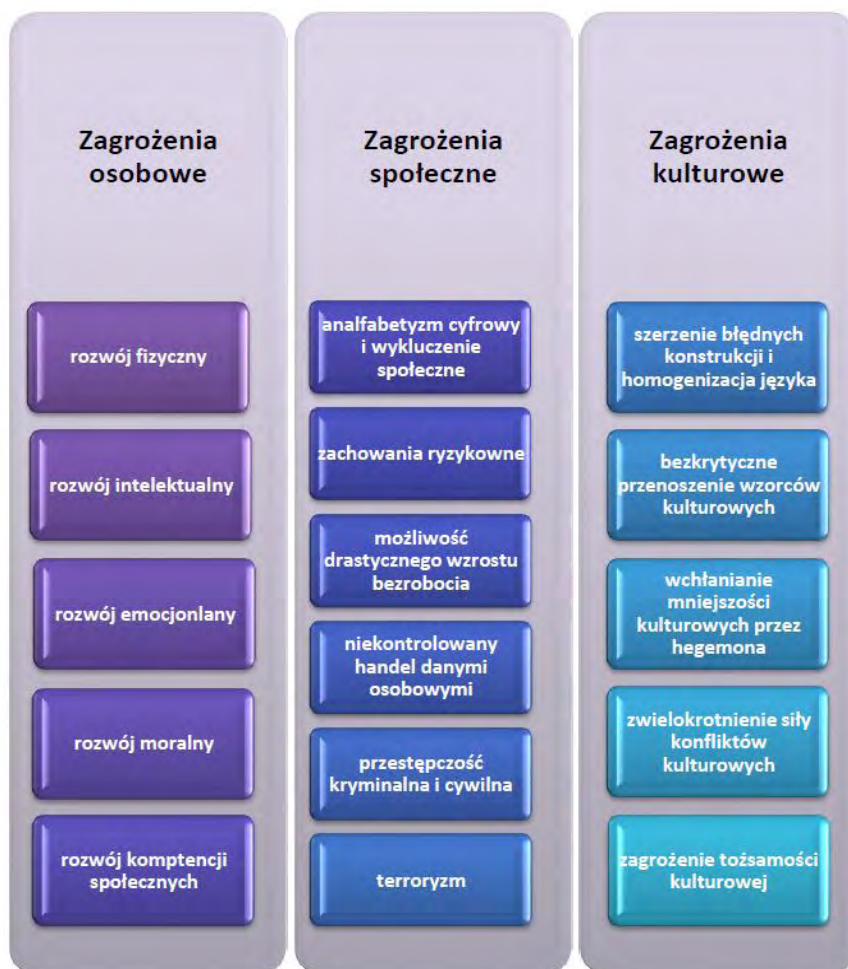 Zagrożenia
osobowe
rozwój fizyczny
rozwój intelektualny
rozwój emocjonlany
rozwój moralny
rozwój komptencji
społecznych
Zagrożenia
społeczne
analfabetyzm cyfrowy
i wykluczenie
społeczne
zachowania ryzykowne
możliwość
drastycznego wzrostu
bezrobocia
niekontrolowany
handel danymi
osobowymi
przestępczość
kryminalna i cywilna
terroryzm
Zagrożenia
kulturowe
szerzenie błędnych
konstrukcji i
homogenizacja języka
bezkrytyczne
przenoszenie wzorców
kulturowych
wchłanianie
mniejszości
kulturowych przez
hegemona
zwielokrotnienie siły
konfliktów
kulturowych
zagrożenie tożsamości
kulturowej